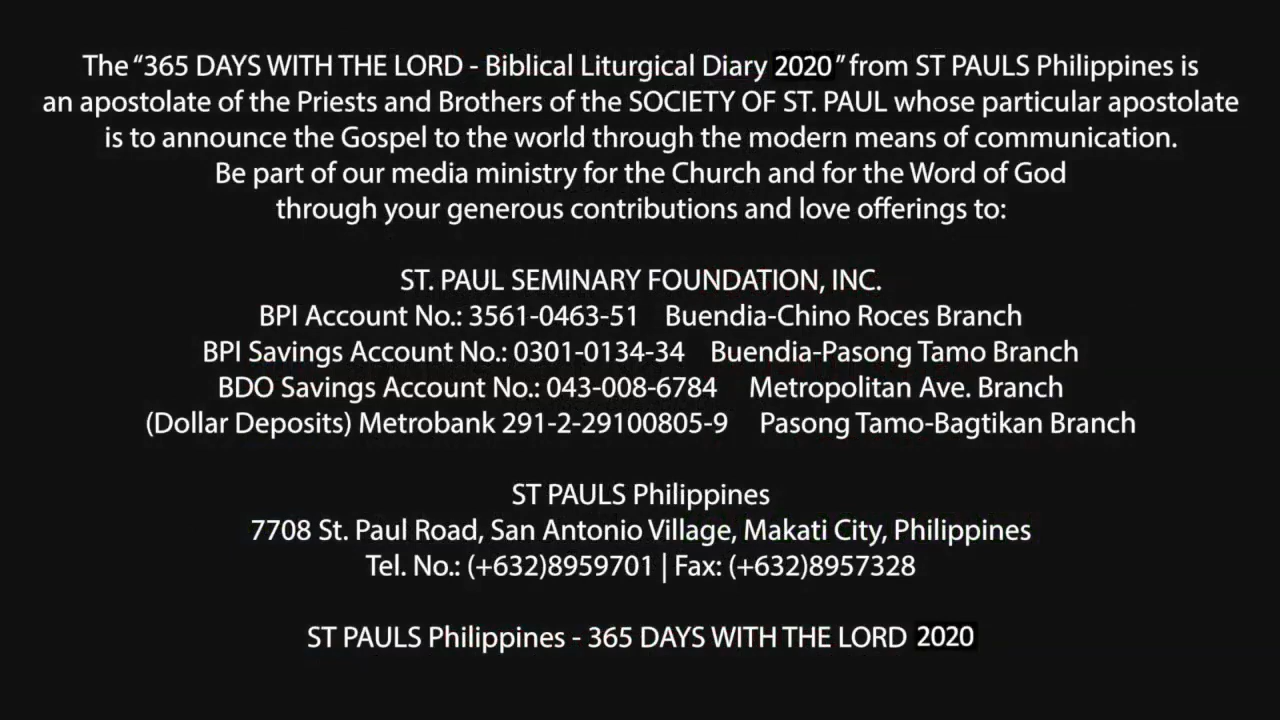 The “365 DAYS WITH THE LORD - Biblical Liturgical Diary 2020” from ST PAULS Philippines is
an apostolate of the Priests and Brothers of the SOCIETY OF ST. PAUL whose particular apostolate
is to announce the Gospel to the world through the modern means of communication.
Be part of our media ministry for the Church and for the Word of God
through your generous contributions and love offerings to:
ST. PAUL SEMINARY FOUNDATION, INC.
BPI Account No.: 3561-0463-51 Buendia-Chino Roces Branch
BPI Savings Account No.: 0301-0134-34 Buendia-Pasong Tamo Branch
BDO Savings Account No.: 043-008-6784 Metropolitan Ave. Branch
(Dollar Deposits) Metrobank 291-2-29100805-9 Pasong Tamo-Bagtikan Branch
ST PAULS Philippines
7708 St. Paul Road, San Antonio Village, Makati City, Philippines
Tel. No.: (+632)8959701 | Fax: (+632)8957328
ST PAULS Philippines - 365 DAYS WITH THE LORD 2020